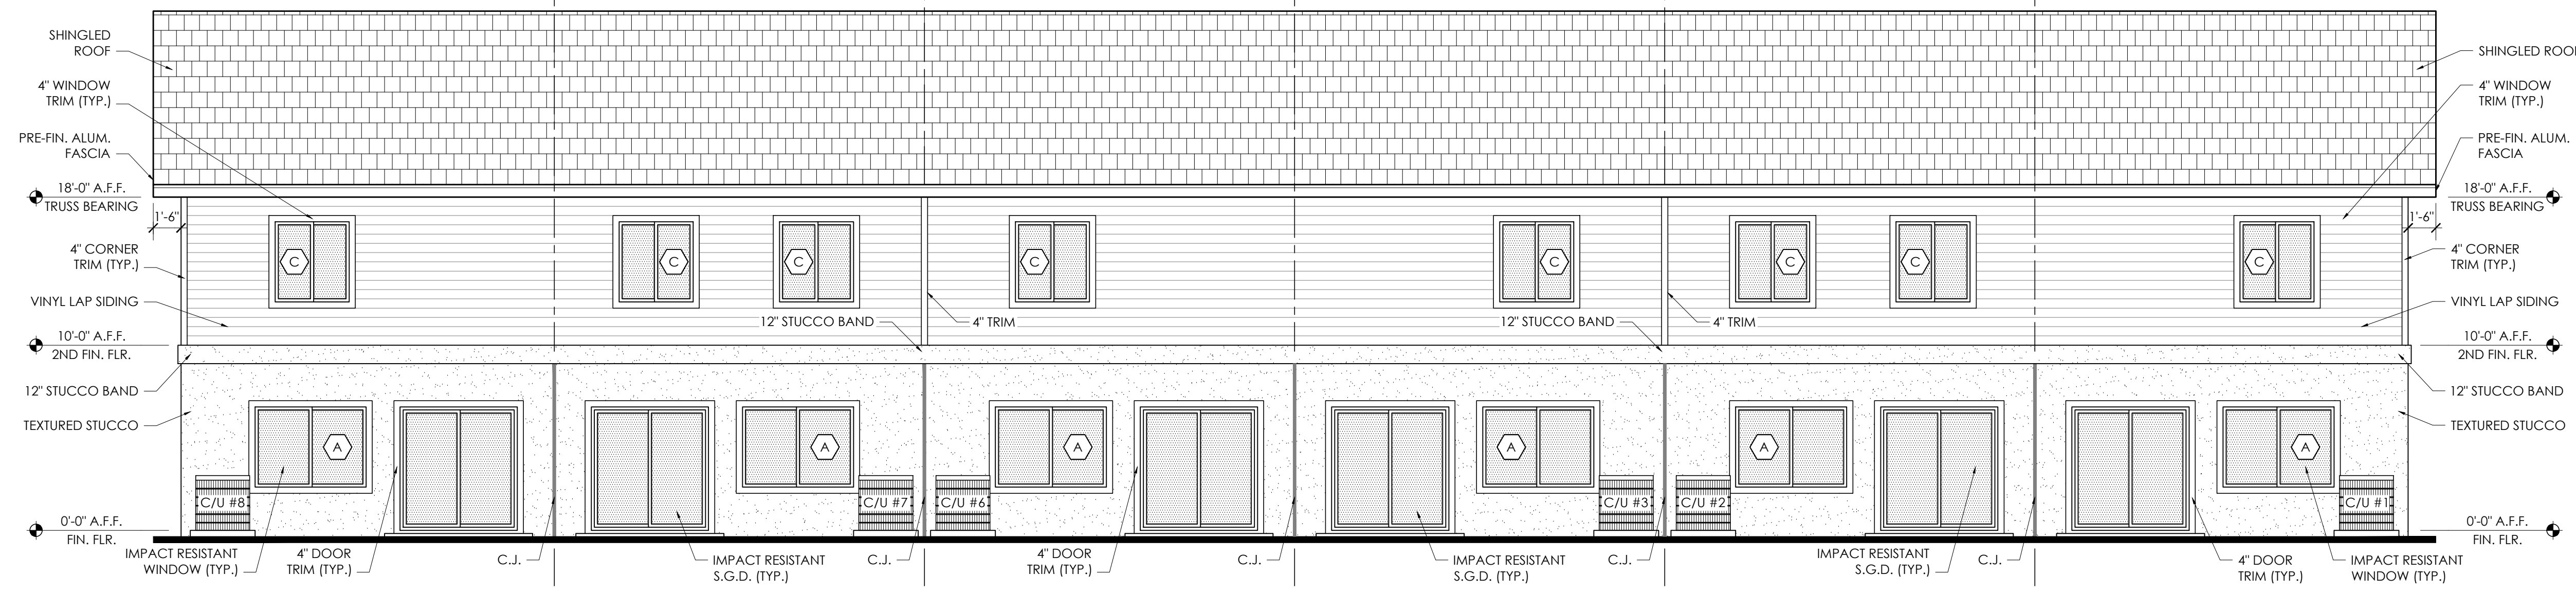 SHINGLED
ROOF
4" WINDOW
TRIM (TYP.)
PRE-FIN. ALUM.
FASCIA
18'-0" A.F.F.
TRUSS BEARING
1'-6"
4" CORNER
TRIM (TYP.)
VINYL LAP SIDING
10'-0" A.F.F.
2ND FIN. FLR.
12" STUCCO BAND
TEXTURED STUCCO
0'-0" A.F.F.
FIN. FLR.
SHINGLED ROOF
4" WINDOW
TRIM (TYP.)
PRE-FIN. ALUM.
FASCIA
18'-0" A.F.F.
TRUSS BEARING
1'-6"
4" CORNER
TRIM (TYP.)
VINYL LAP SIDING
10'-0" A.F.F.
2ND FIN. FLR.
12" STUCCO BAND
TEXTURED STUCCO
0'-0" A.F.F.
FIN. FLR.
C
C
C
C
C
C
C
C
12" STUCCO BAND
4" TRIM
12" STUCCO BAND
4" TRIM
A
A
A
A
A
A
C/U #8
C/U #7
C/U #6
C/U #3
C/U #2
C/U #1
IMPACT RESISTANT
WINDOW (TYP.)
4" DOOR
TRIM (TYP.)
C.J.
IMPACT RESISTANT
S.G.D. (TYP.)
C.J.
4" DOOR
TRIM (TYP.)
C.J.
IMPACT RESISTANT
S.G.D. (TYP.)
C.J.
IMPACT RESISTANT
S.G.D. (TYP.)
C.J.
4" DOOR
TRIM (TYP.)
IMPACT RESISTANT
WINDOW (TYP.)